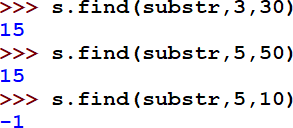 >>> s.find(substr,3,30)
15
>>> s.find(substr,5,50)
15
>>> s.find(substr,5,10)
-1